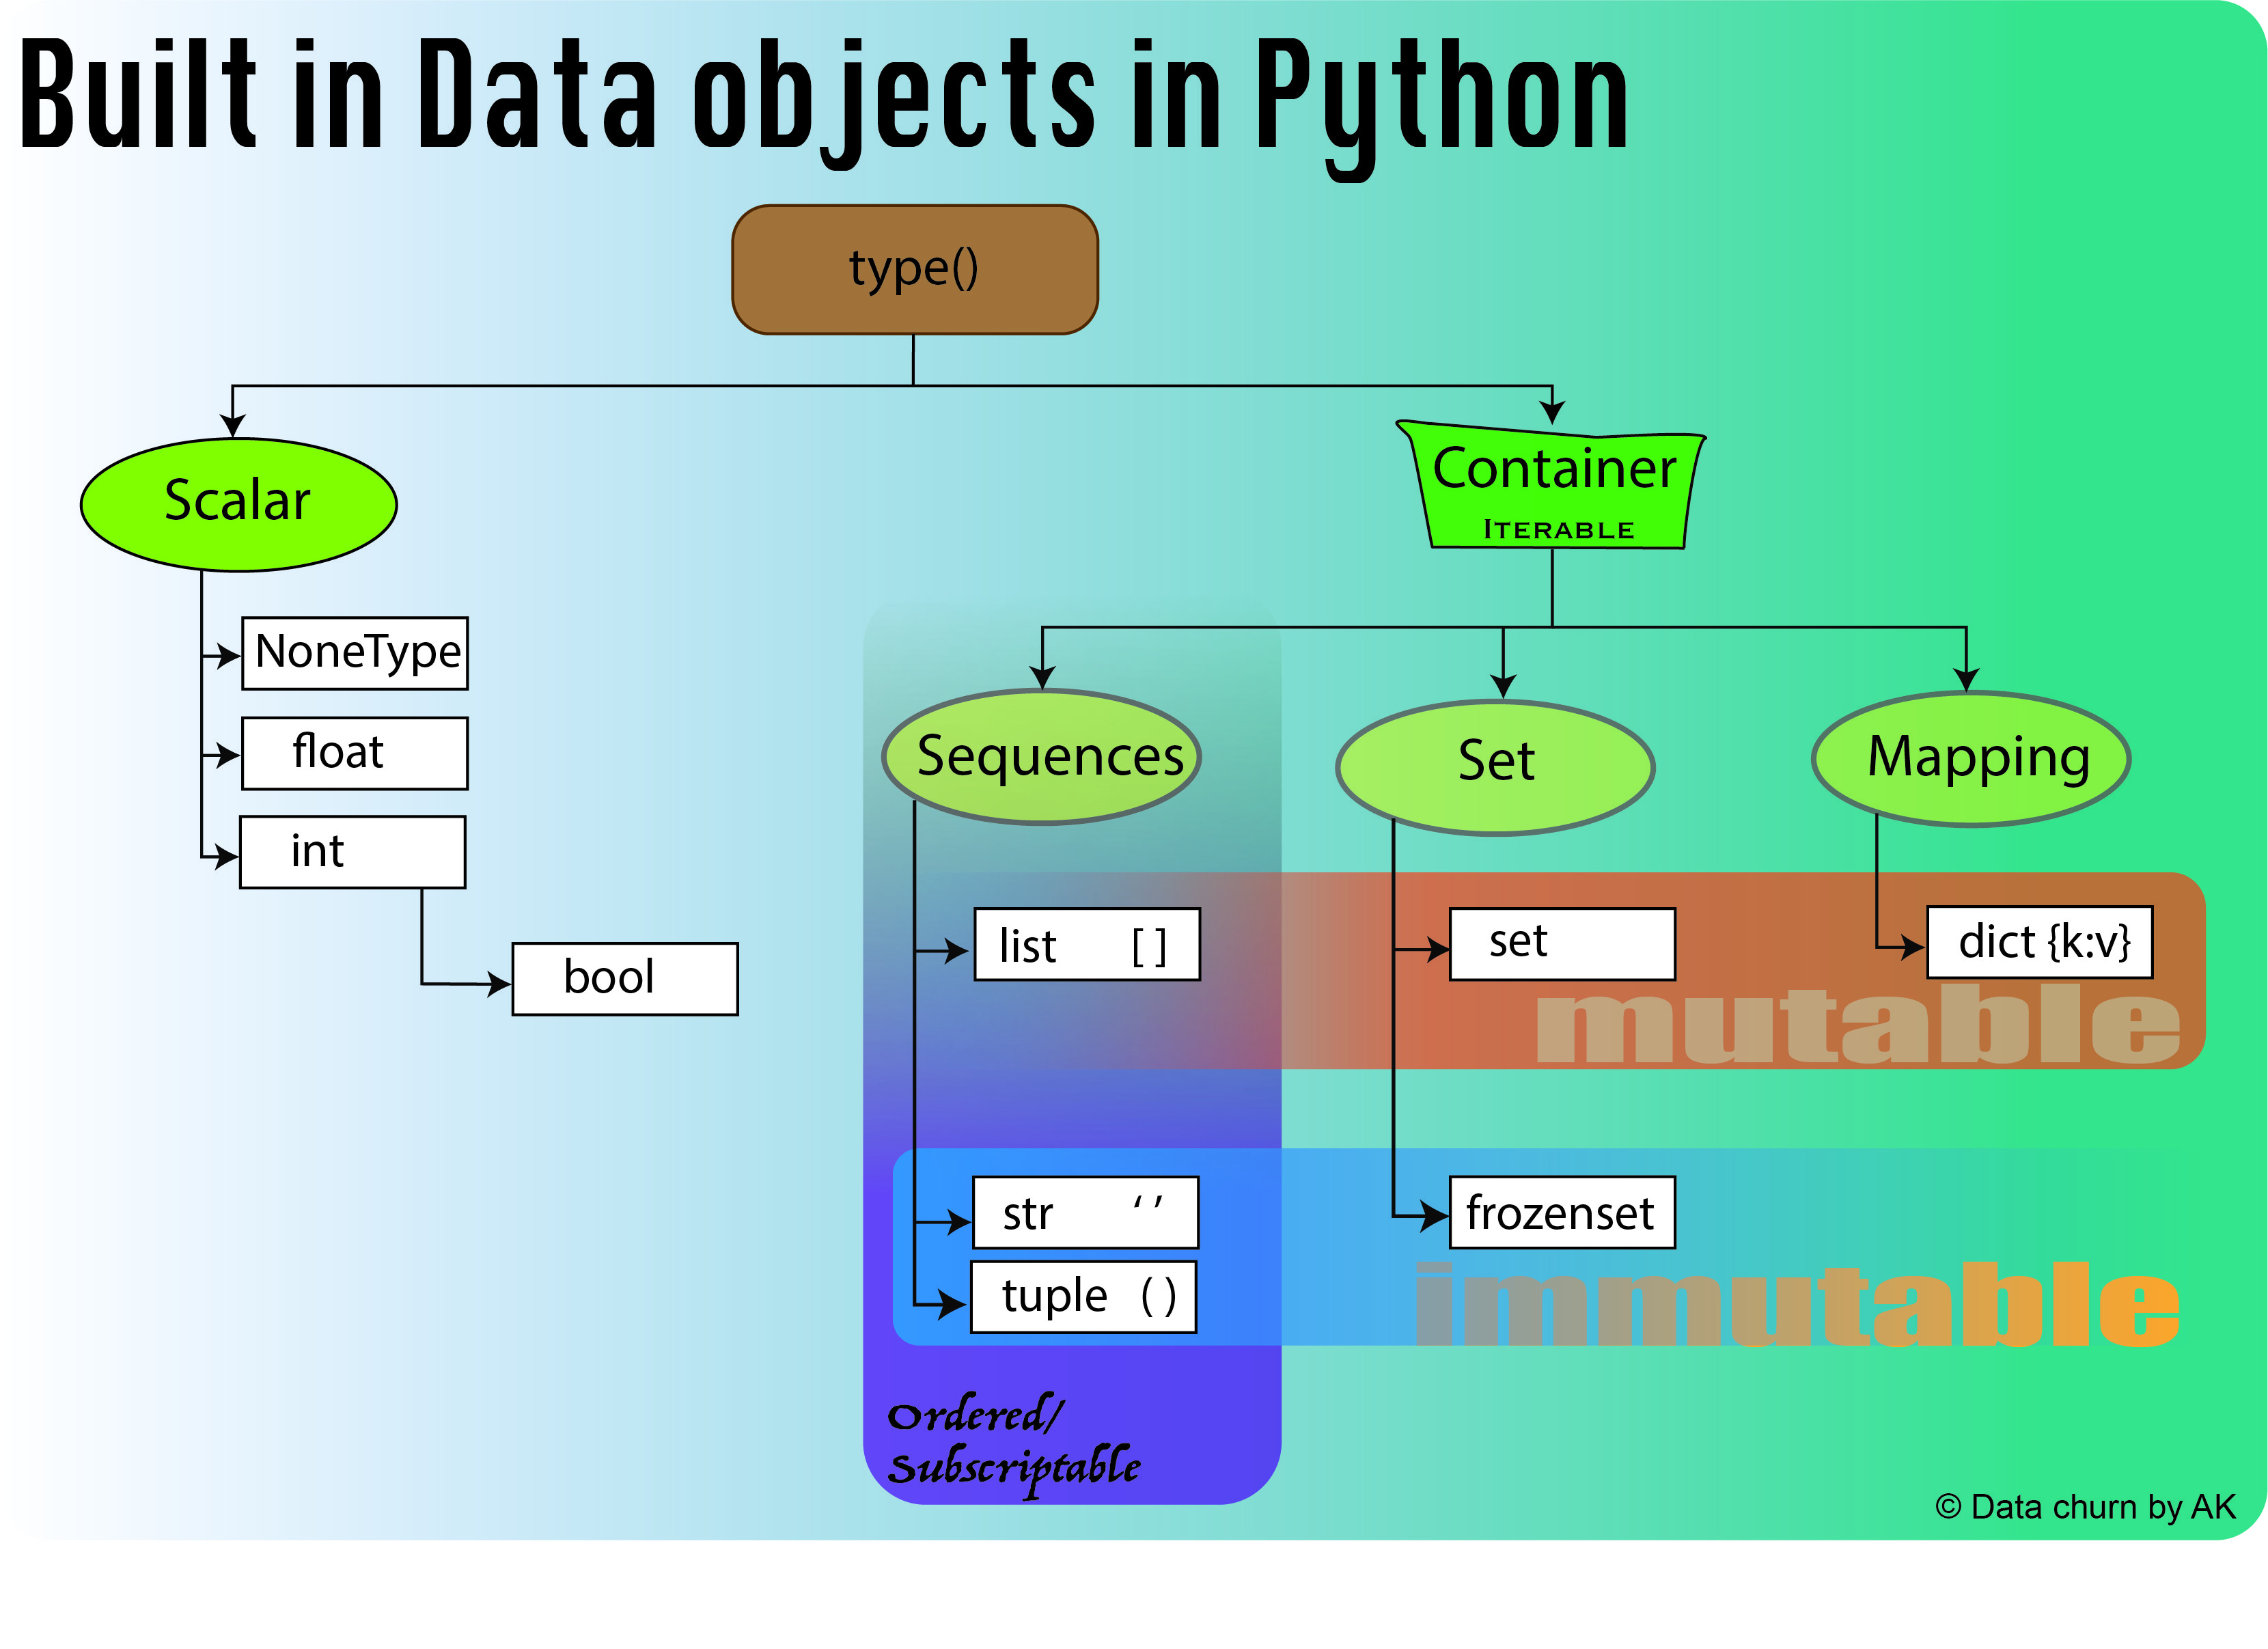 Built in Data objects in Python
type()
Scalar
Container
Iterable
NoneType
float
int
bool
Sequences
Set
Mapping
list [ ]
set
dict {k:v}
mutable
str ‘ ’
frozenset
tuple ( )
immutable
Ordered/
Subscriptable
© Data churn by AK